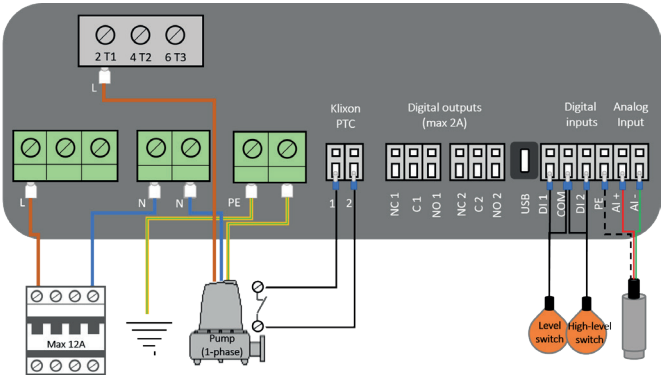 2 T1 4 T2 6 T3
L
Klixon
PTC
Digital outputs
(max 2A)
Digital
inputs
Analog
Input
L
N
N
PE
1
2
NC 1
C 1
NO 1
NC 2
C 2
NO 2
USB
DI 1
COM
DI 2
PE
AI +
AI -
Max 12A
Pump
(1-phase)
Level
switch
High-level
switch